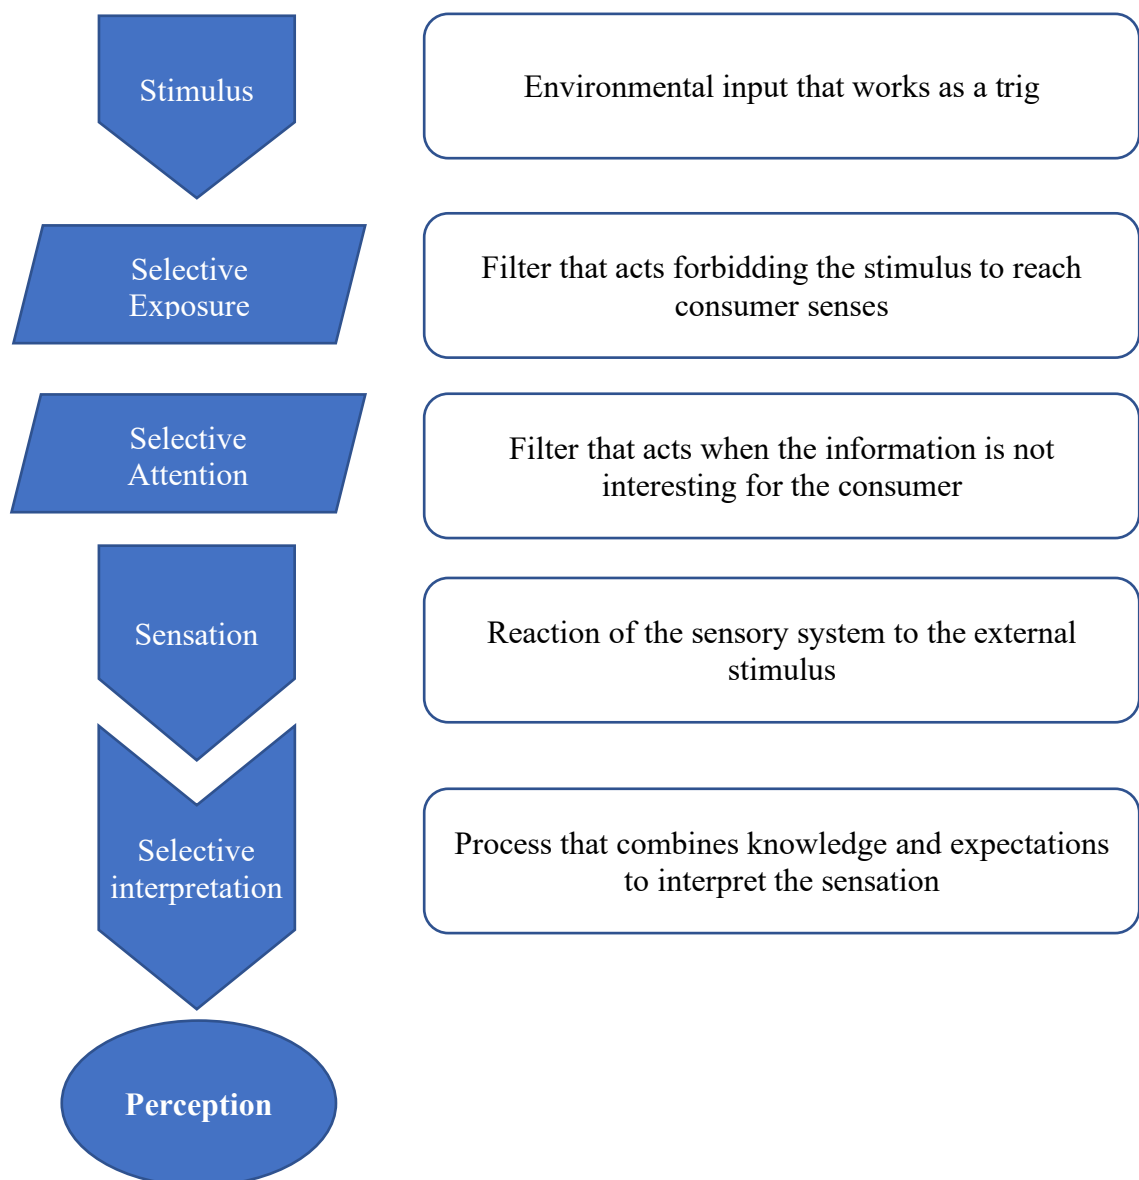 Stimulus
Environmental input that works as a trig
Selective
Exposure
Filter that acts forbidding the stimulus to reach
consumer senses
Selective
Attention
Filter that acts when the information is not
interesting for the consumer
Sensation
Reaction of the sensory system to the external
stimulus
Selective
interpretation
Process that combines knowledge and expectations
to interpret the sensation
Perception